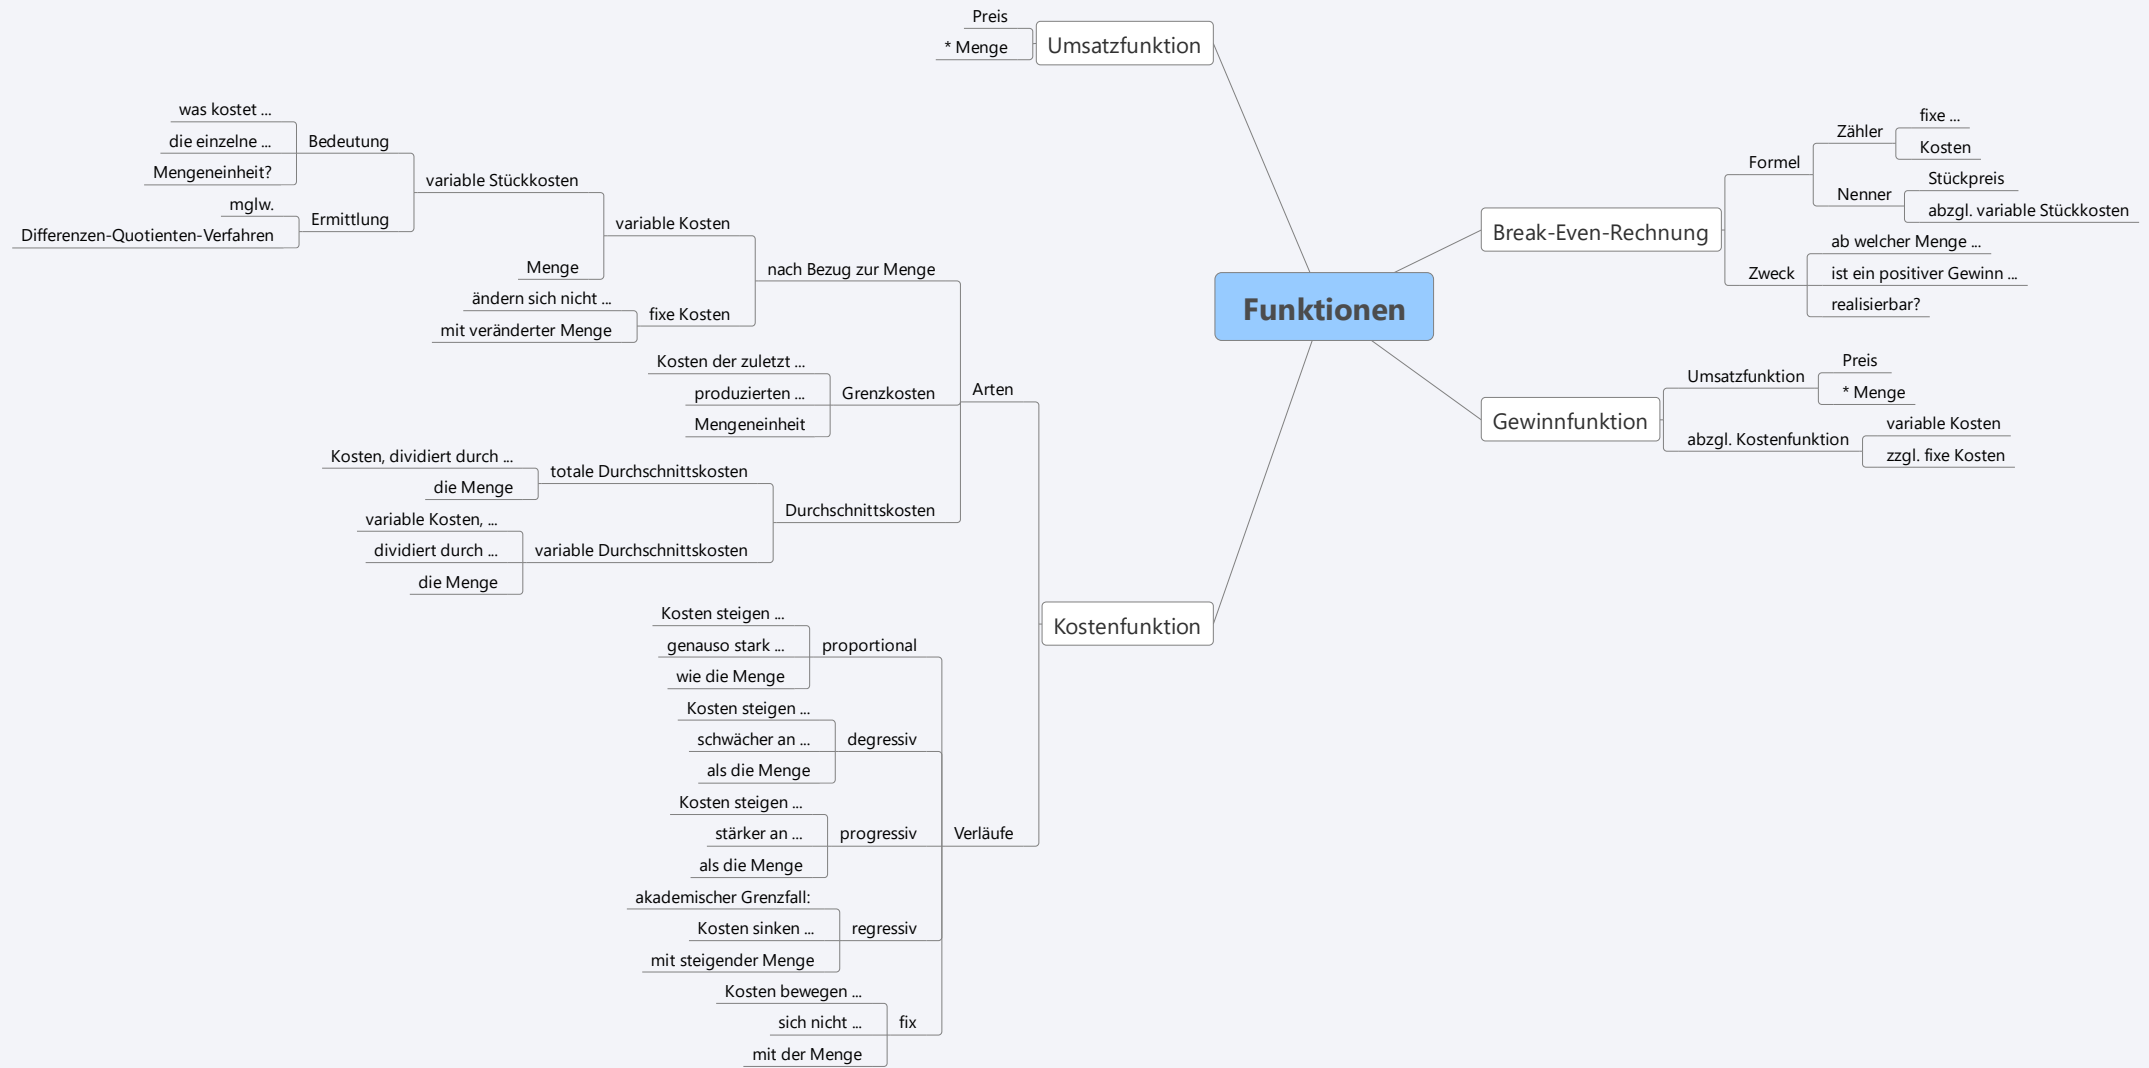 Funktionen
Umsatzfunktion
Preis
* Menge
Break-Even-Rechnung
Formel
Zähler
fixe ...
Kosten
Nenner
Stückpreis
abzgl. variable Stückkosten
Zweck
ab welcher Menge ...
ist ein positiver Gewinn ...
realisierbar?
Gewinnfunktion
Umsatzfunktion
Preis
* Menge
abzgl. Kostenfunktion
variable Kosten
zzgl. fixe Kosten
Kostenfunktion
Arten
nach Bezug zur Menge
variable Kosten
variable Stückkosten
Bedeutung
was kostet ...
die einzelne ...
Mengeneinheit?
Ermittlung
mglw.
Differenzen-Quotienten-Verfahren
Menge
fixe Kosten
ändern sich nicht ...
mit veränderter Menge
Grenzkosten
Kosten der zuletzt ...
produzierten ...
Mengeneinheit
Durchschnittskosten
totale Durchschnittskosten
Kosten, dividiert durch ...
die Menge
variable Durchschnittskosten
variable Kosten, ...
dividiert durch ...
die Menge
Verläufe
proportional
Kosten steigen ...
genauso stark ...
wie die Menge
degressiv
Kosten steigen ...
schwächer an ...
als die Menge
progressiv
Kosten steigen ...
stärker an ...
als die Menge
regressiv
akademischer Grenzfall:
Kosten sinken ...
mit steigender Menge
fix
Kosten bewegen ...
sich nicht ...
mit der Menge